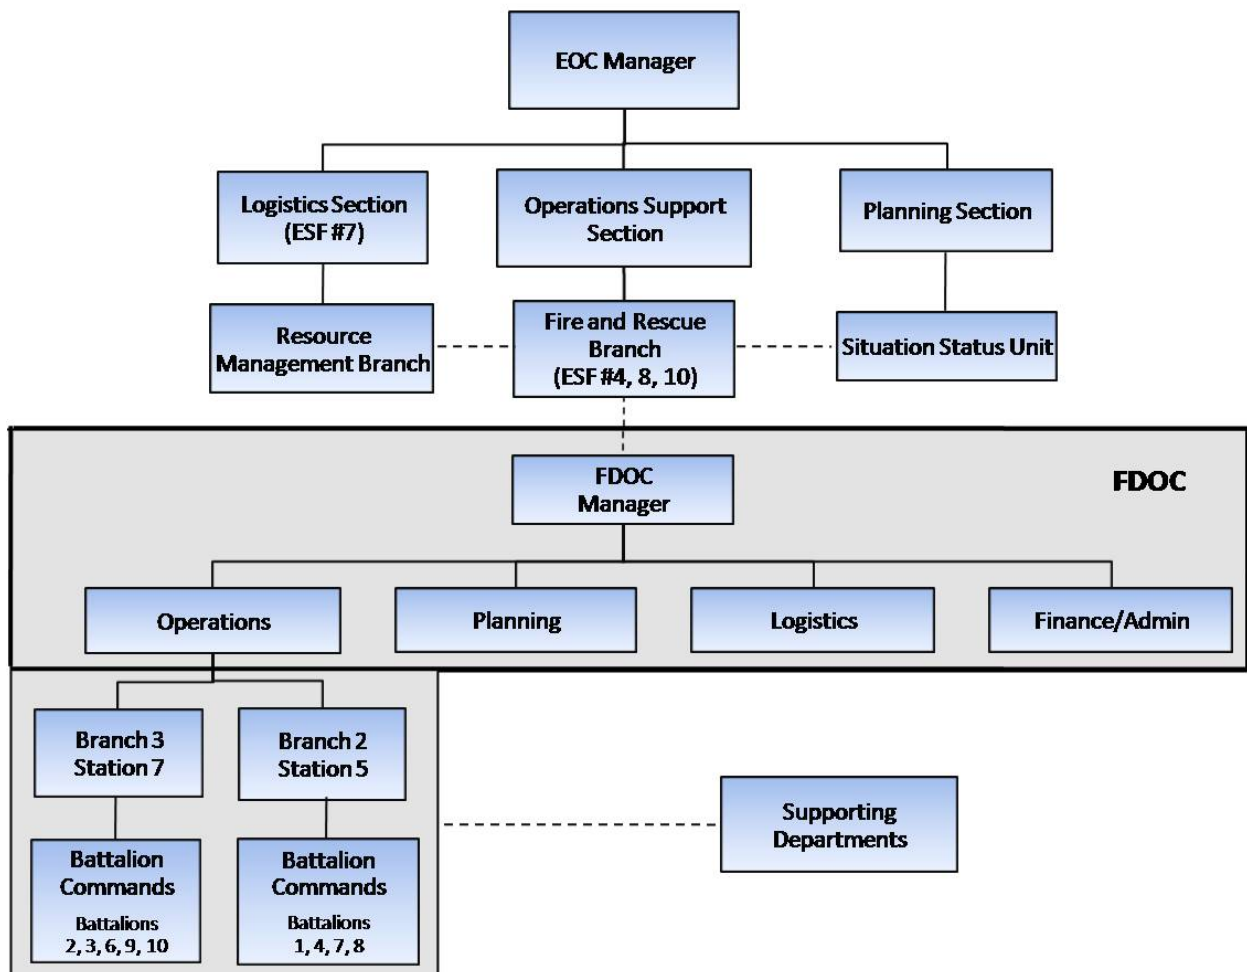 EOC Manager
Logistics Section
(ESF #7)
Operations Support
Section
Planning Section
Resource
Management Branch
Fire and Rescue
Branch
(ESF #4, 8, 10)
Situation Status Unit
FDOC
Manager
FDOC
Operations
Planning
Logistics
Finance/Admin
Branch 3
Station 7
Branch 2
Station 5
Supporting
Departments
Battalion
Commands
Battalions
2, 3, 6, 9, 10
Battalion
Commands
Battalions
1, 4, 7, 8